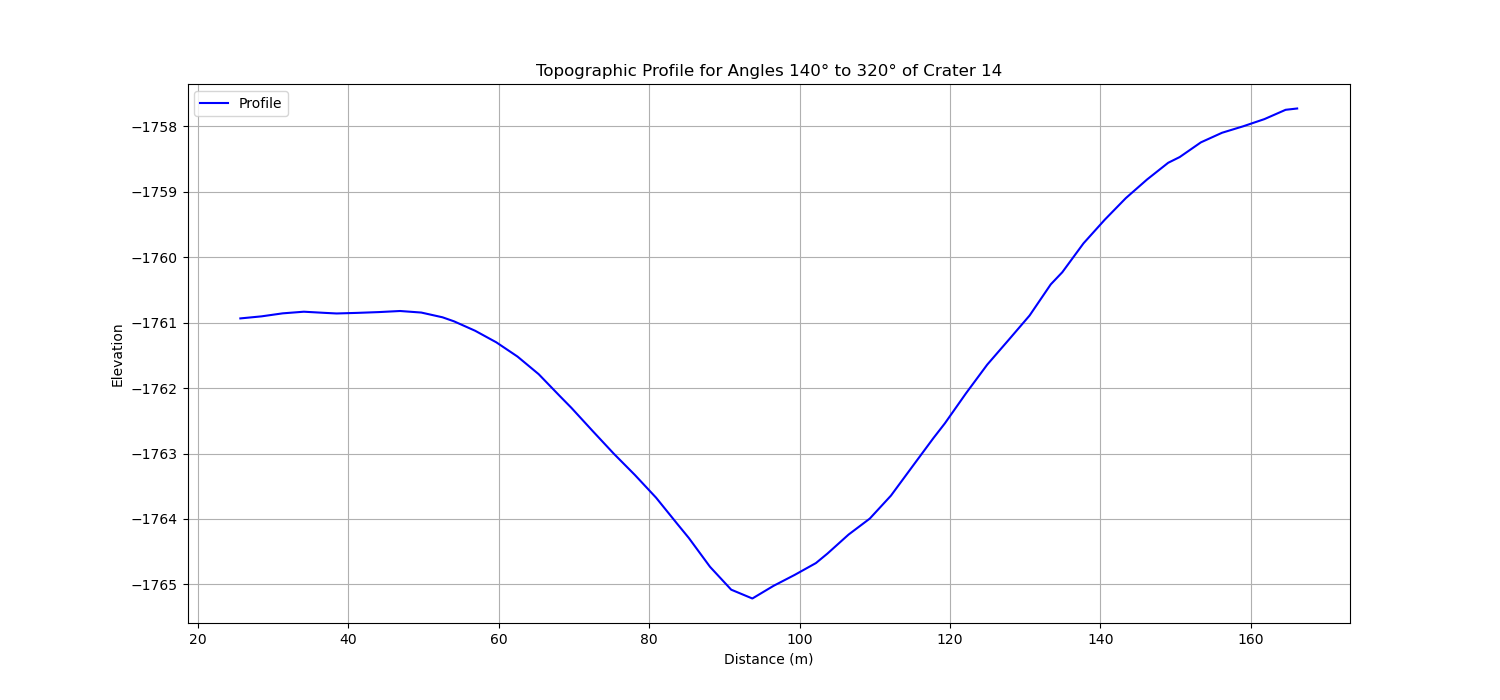 Topographic Profile for Angles 140° to 320° of Crater 14
Profile
−1758
−1759
−1760
−1761
−1762
−1763
−1764
−1765
Elevation
20 40 60 80 100 120 140 160
Distance (m)